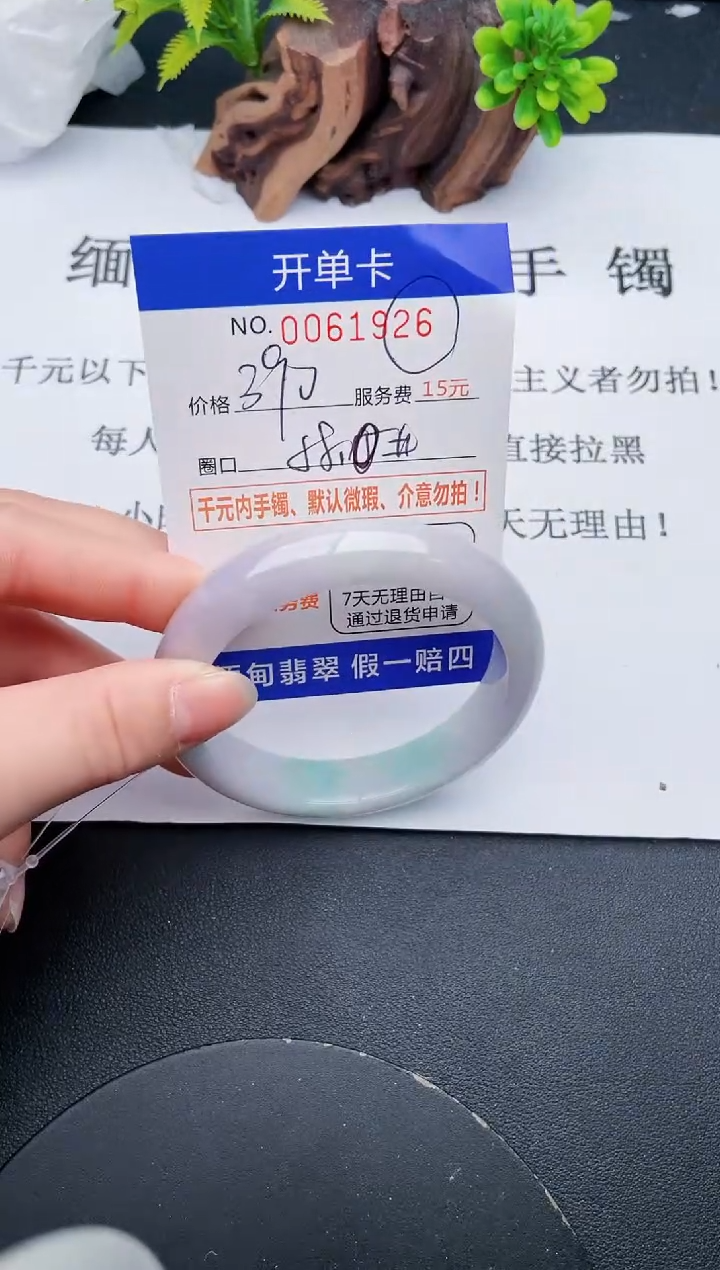 开单卡
缅 手 镯
NO. 0061926
千元以下 主义者勿拍!
价格 服务费 15元
每人 直接拉黑
圈口
千元内手镯、默认微瑕、介意勿拍!
天无理由!
务费 7天无理由
通过退货申请
甸翡翠 假一赔四